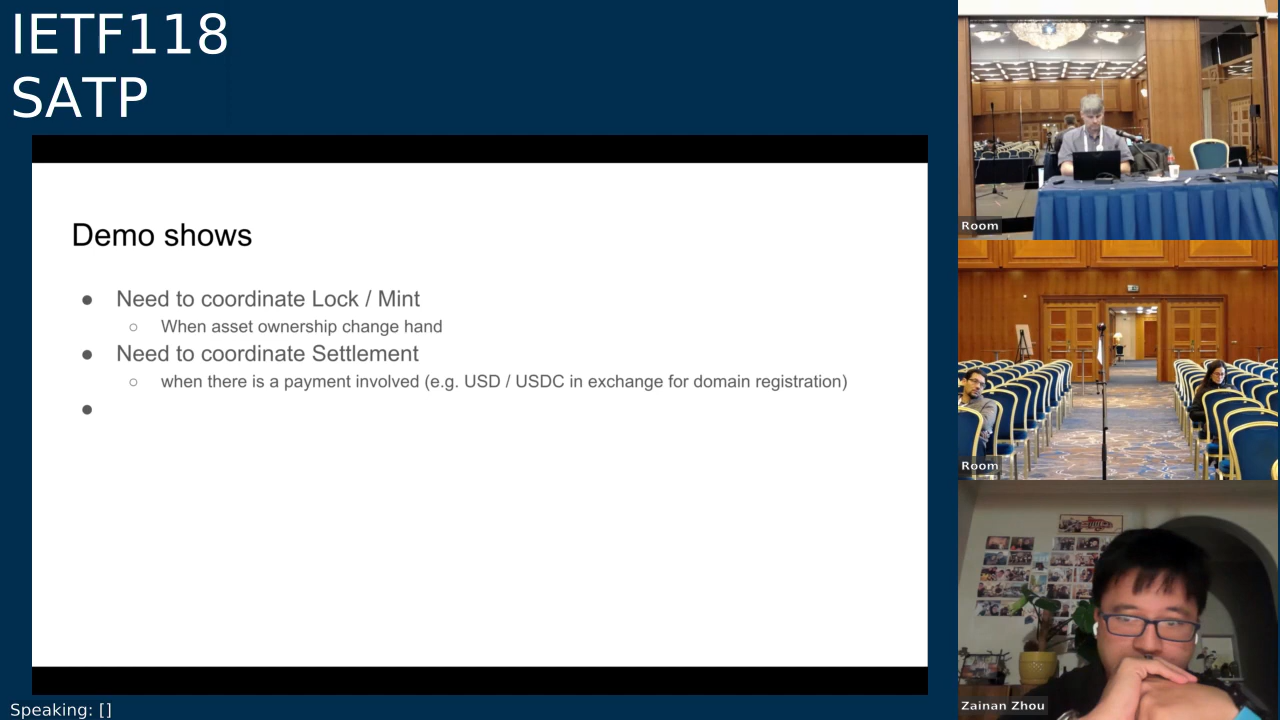 IETF118
SATP
Demo shows
● Need to coordinate Lock / Mint
○ When asset ownership change hand
● Need to coordinate Settlement
○ when there is a payment involved (e.g. USD / USDC in exchange for domain registration)
●
Room
Room
Zainan Zhou
Speaking: []